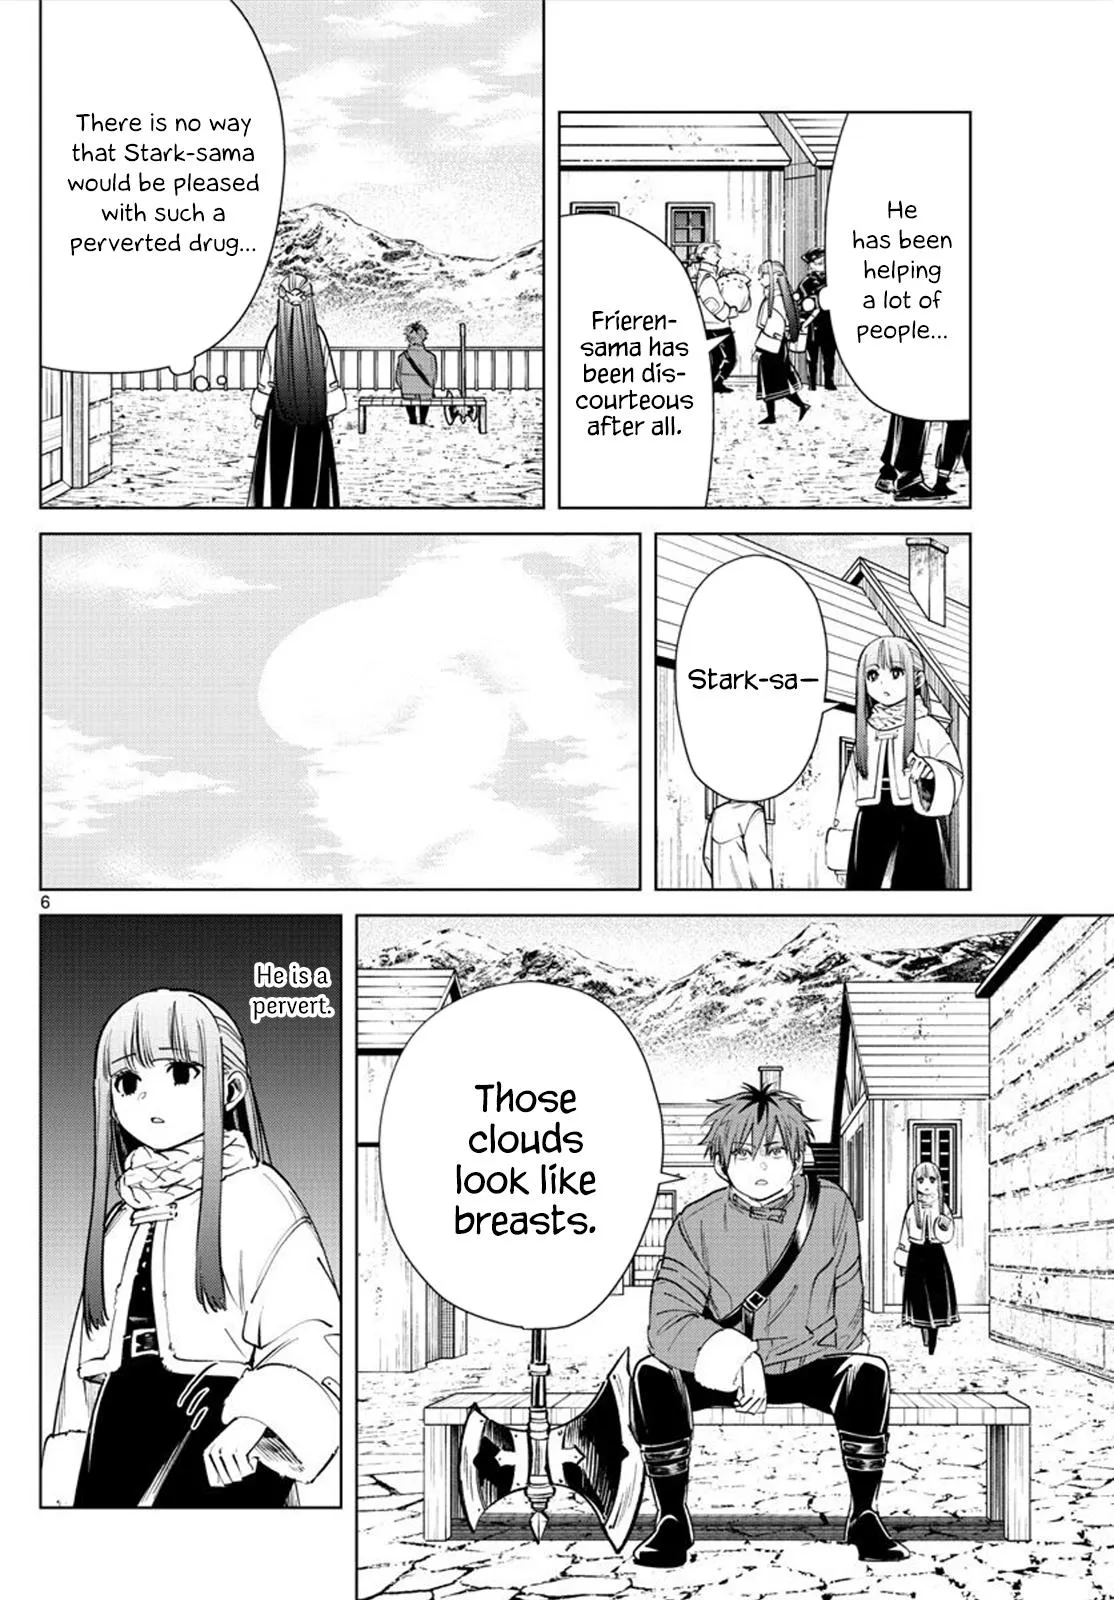 He
has been
helping
a lot of
people...
Frieren-
sama has
been dis-
courteous
after all.
There is no way
that Stark-sama
would be pleased
with such a
perverted drug...
Stark-sa—
6
Those
clouds
look like
breasts.
He is a
pervert.